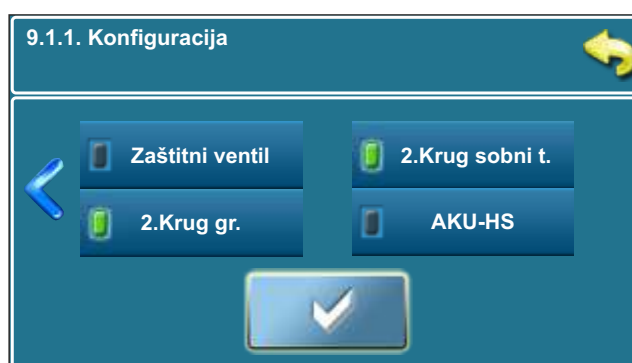 9.1.1. Konfiguracija
Zaštitni ventil
2.Krug sobni t.
2.Krug gr.
AKU-HS